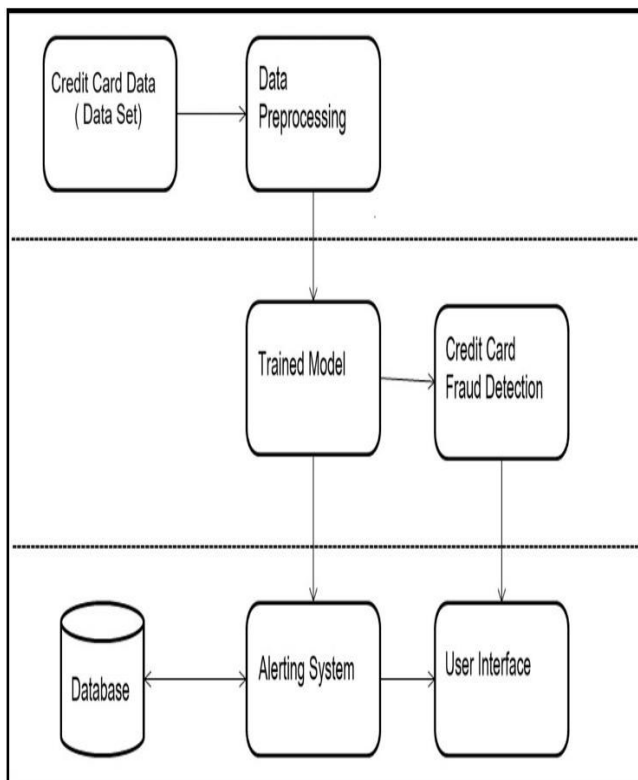 Credit Card Data
( Data Set)
Data
Preprocessing
Trained Model
Credit Card
Fraud Detection
Database
Alerting System
User Interface